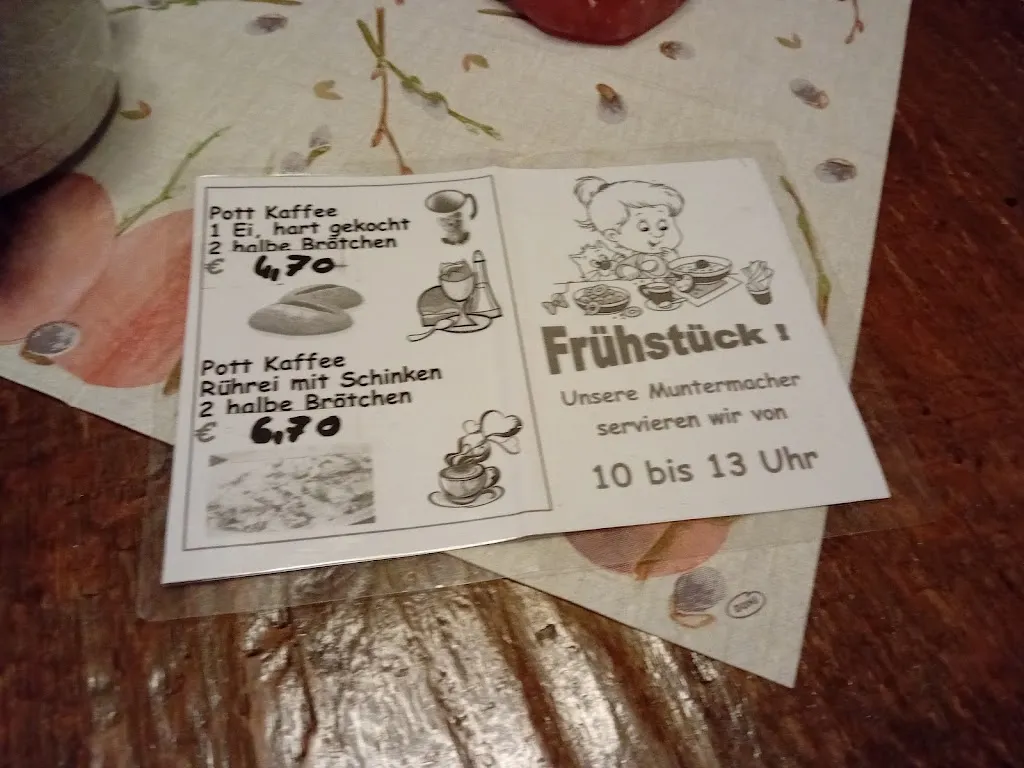 Pott Kaffee
1 Ei, hart gekocht
2 halbe Brötchen
€ 4,70
Pott Kaffee
Rührei mit Schinken
2 halbe Brötchen
€ 6,70
Frühstück !
Unsere Muntermacher
servieren wir von
10 bis 13 Uhr